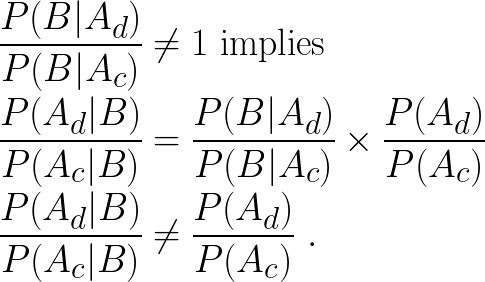 P(B|A_d) / P(B|A_c) ≠ 1 implies
P(A_d|B) / P(A_c|B) = P(B|A_d) / P(B|A_c) × P(A_d) / P(A_c)
P(A_d|B) / P(A_c|B) ≠ P(A_d) / P(A_c) .